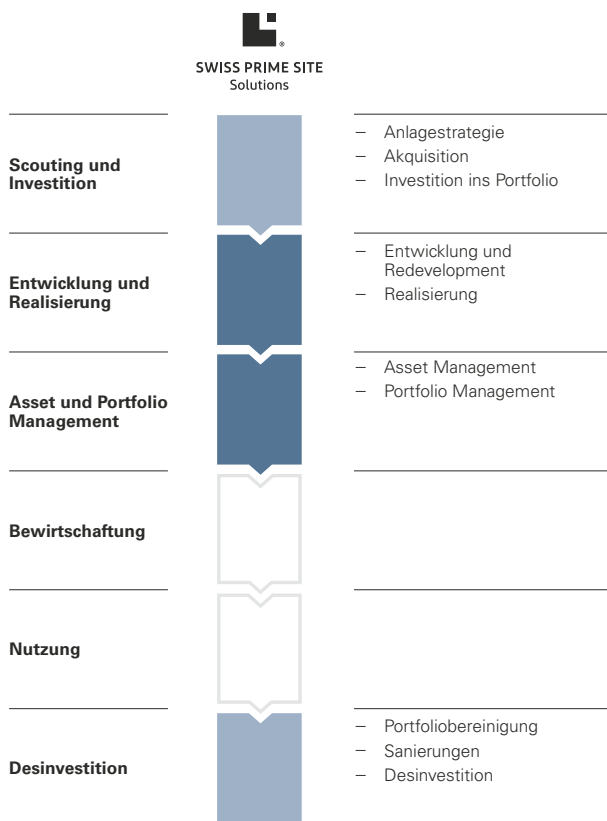 ®
SWISS PRIME SITE
Solutions
Scouting und
Investition
– Anlagestrategie
– Akquisition
– Investition ins Portfolio
Entwicklung und
Realisierung
– Entwicklung und
Redevelopment
– Realisierung
Asset und Portfolio
Management
– Asset Management
– Portfolio Management
Bewirtschaftung
Nutzung
Desinvestition
– Portfoliobereinigung
– Sanierungen
– Desinvestition